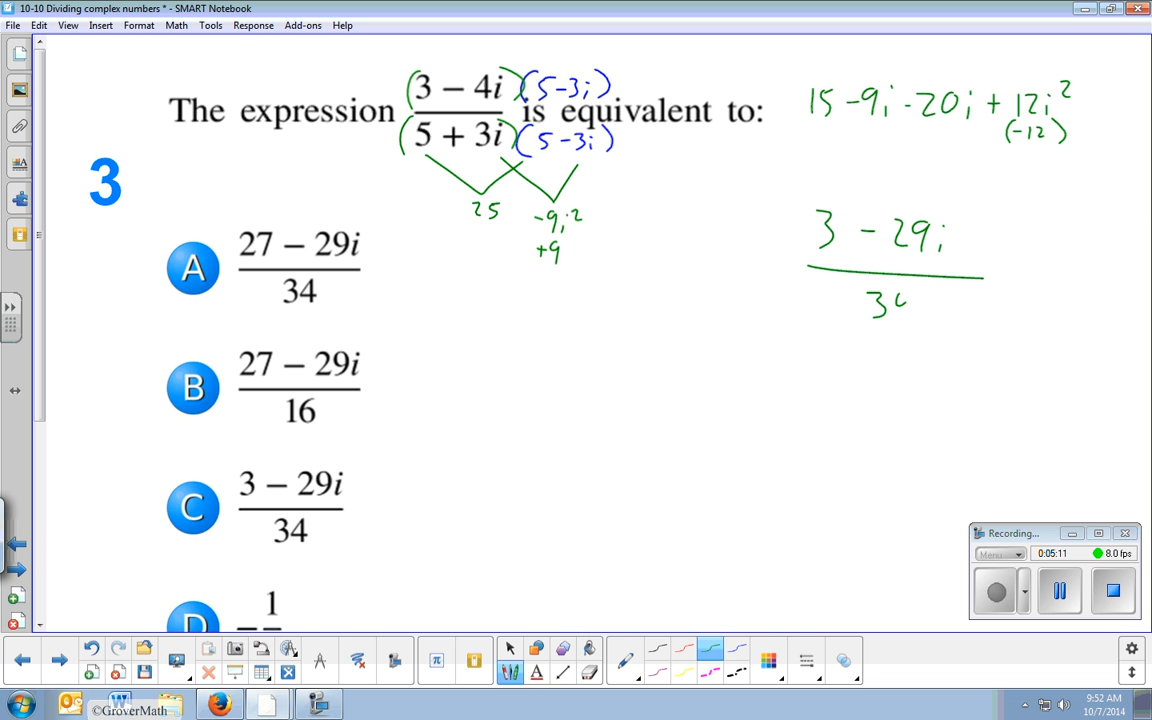 10-10 Dividing complex numbers * - SMART Notebook
File Edit View Insert Format Math Tools Response Add-ons Help
The expression (3 − 4i)(5-3i) / (5 + 3i)(5-3i) is equivalent to:
15 -9i -20i + 12i²
(-12)
3
25
-9i²
+9
3 - 29i
34
A
27 − 29i
34
B
27 − 29i
16
C
3 − 29i
34
D
1
Recording...
Menu
0:05:11
8.0 fps
π
A
©GroverMath
9:52 AM
10/7/2014